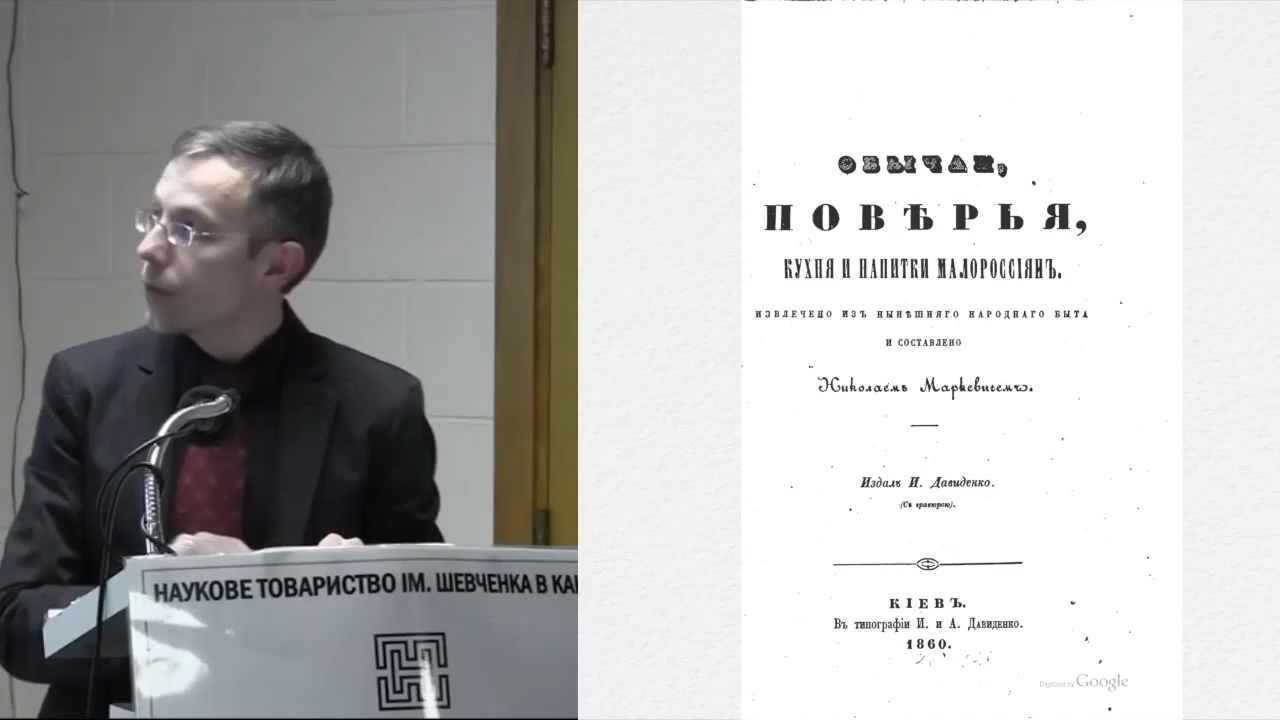 НАУКОВЕ ТОВАРИСТВО ІМ. ШЕВЧЕНКА В КА
ОБЫЧАИ,
ПОВѢРЬЯ,
КУХНЯ И НАПИТКИ МАЛОРОССІЯНЪ.
ИЗВЛЕЧЕНО ИЗЪ НЫНѢШНЯГО НАРОДНАГО БЫТА
И СОСТАВЛЕНО
Николаемъ Маркевичемъ.
Издалъ И. Давиденко.
(Съ гравюрою).
КІЕВЪ.
Въ типографіи И. и А. Давиденко.
1860.
Digitized by Google